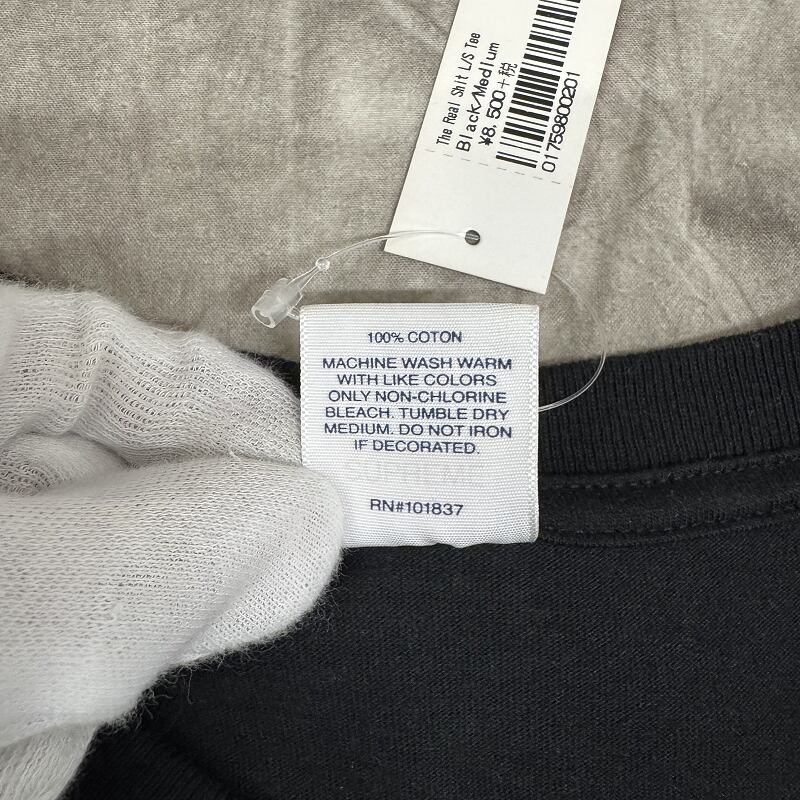 The Real Shit L/S Tee
Black/Medium
¥8,500+税
01759800201
100% COTON
MACHINE WASH WARM
WITH LIKE COLORS
ONLY NON-CHLORINE
BLEACH. TUMBLE DRY
MEDIUM. DO NOT IRON
IF DECORATED.
RN#101837